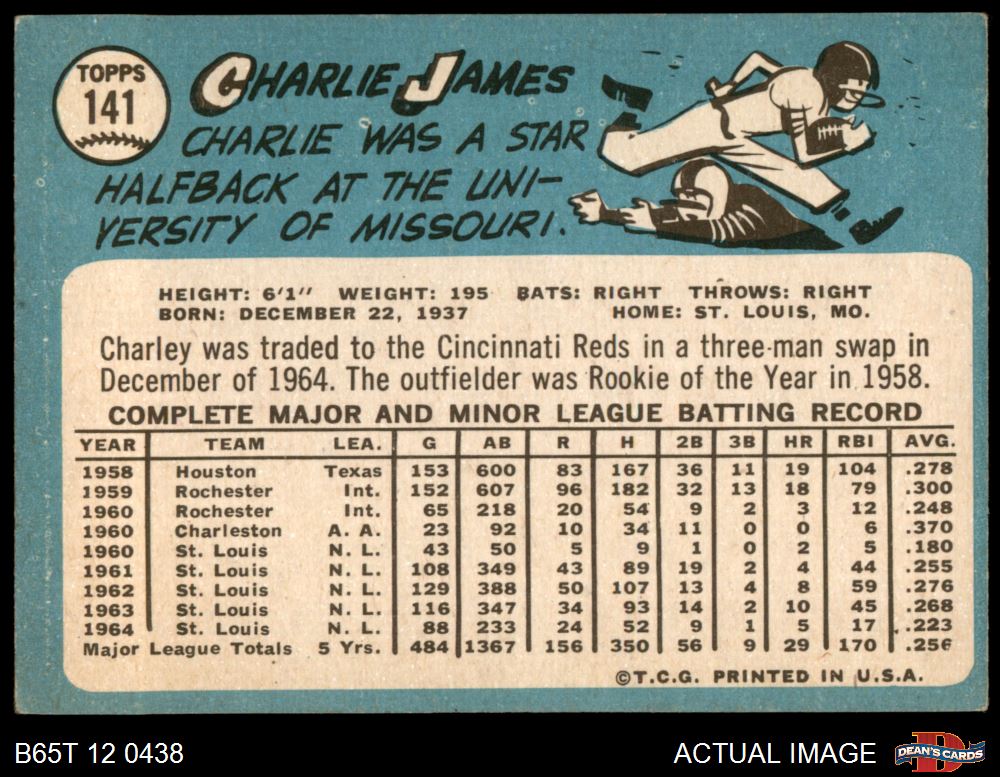 TOPPS
141
CHARLIE JAMES
CHARLIE WAS A STAR
HALFBACK AT THE UNI-
VERSITY OF MISSOURI.
HEIGHT: 6'1" WEIGHT: 195 BATS: RIGHT THROWS: RIGHT
BORN: DECEMBER 22, 1937 HOME: ST. LOUIS, MO.
Charley was traded to the Cincinnati Reds in a three-man swap in
December of 1964. The outfielder was Rookie of the Year in 1958.
COMPLETE MAJOR AND MINOR LEAGUE BATTING RECORD
YEAR TEAM LEA. G AB R H 2B 3B HR RBI AVG.
1958 Houston Texas 153 600 83 167 36 11 19 104 .278
1959 Rochester Int. 152 607 96 182 32 13 18 79 .300
1960 Rochester Int. 65 218 20 54 9 2 3 12 .248
1960 Charleston A. A. 23 92 10 34 11 0 0 6 .370
1960 St. Louis N. L. 43 50 5 9 1 0 2 5 .180
1961 St. Louis N. L. 108 349 43 89 19 2 4 44 .255
1962 St. Louis N. L. 129 388 50 107 13 4 8 59 .276
1963 St. Louis N. L. 116 347 34 93 14 2 10 45 .268
1964 St. Louis N. L. 88 233 24 52 9 1 5 17 .223
Major League Totals 5 Yrs. 484 1367 156 350 56 9 29 170 .256
©T.C.G. PRINTED IN U.S.A.
B65T 12 0438 ACTUAL IMAGE DEAN'S CARDS